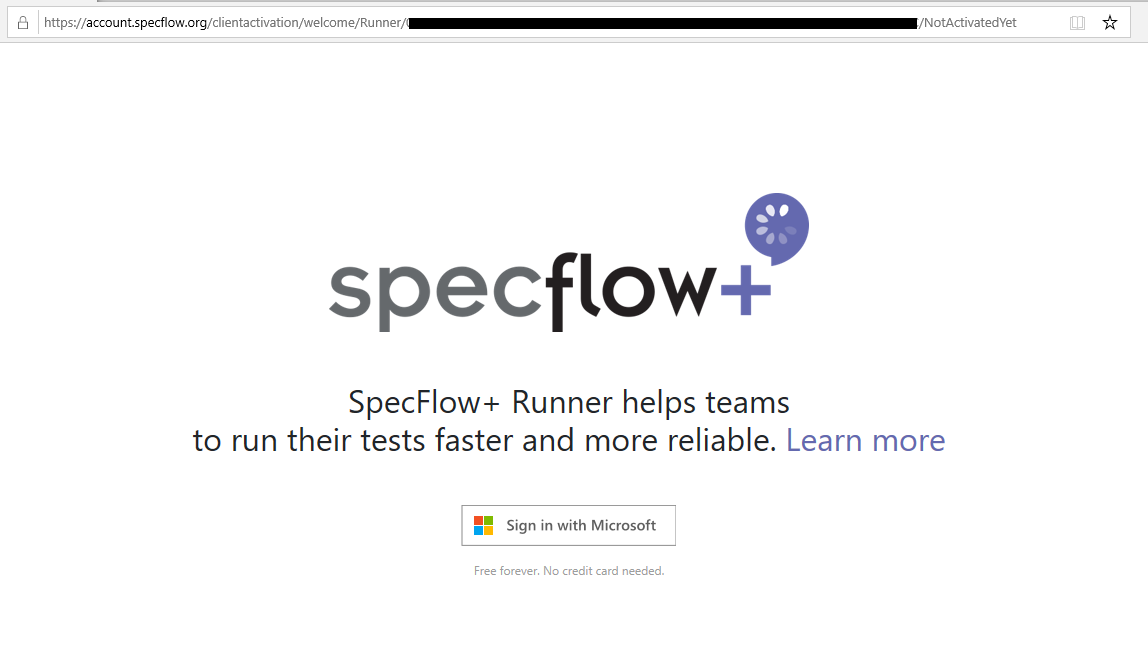 https://account.specflow.org/clientactivation/welcome/Runner/ /NotActivatedYet
specflow+
SpecFlow+ Runner helps teams
to run their tests faster and more reliable. Learn more
Sign in with Microsoft
Free forever. No credit card needed.